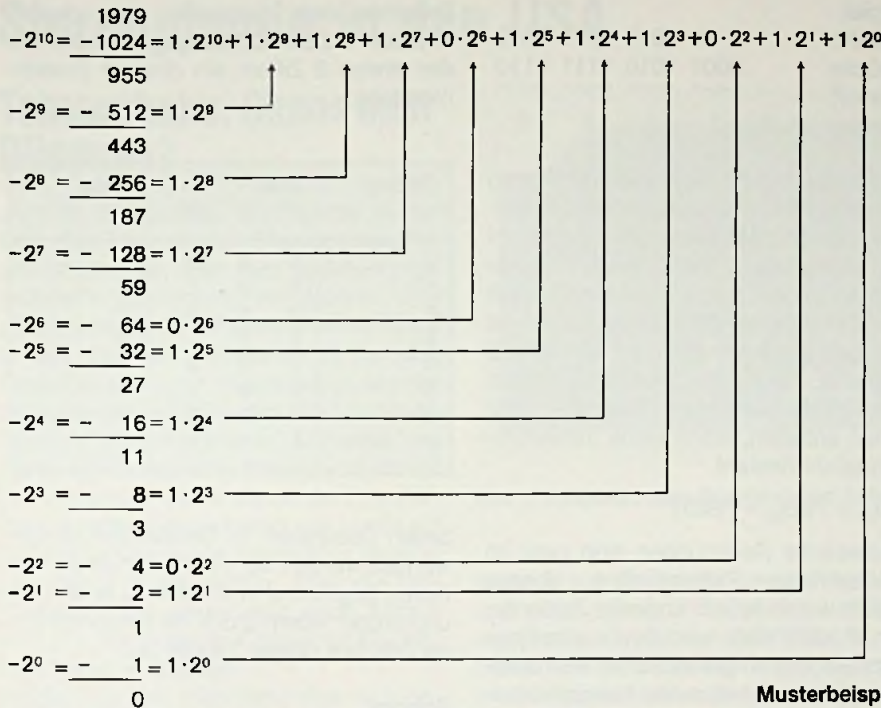 1979
-2¹⁰ = - 1024 = 1·2¹⁰+1·2⁹+1·2⁸+1·2⁷+0·2⁶+1·2⁵+1·2⁴+1·2³+0·2²+1·2¹+1·2⁰
955
-2⁹ = - 512 = 1·2⁹
443
-2⁸ = - 256 = 1·2⁸
187
-2⁷ = - 128 = 1·2⁷
59
-2⁶ = - 64 = 0·2⁶
-2⁵ = - 32 = 1·2⁵
27
-2⁴ = - 16 = 1·2⁴
11
-2³ = - 8 = 1·2³
3
-2² = - 4 = 0·2²
-2¹ = - 2 = 1·2¹
1
-2⁰ = - 1 = 1·2⁰
0
Musterbeisp